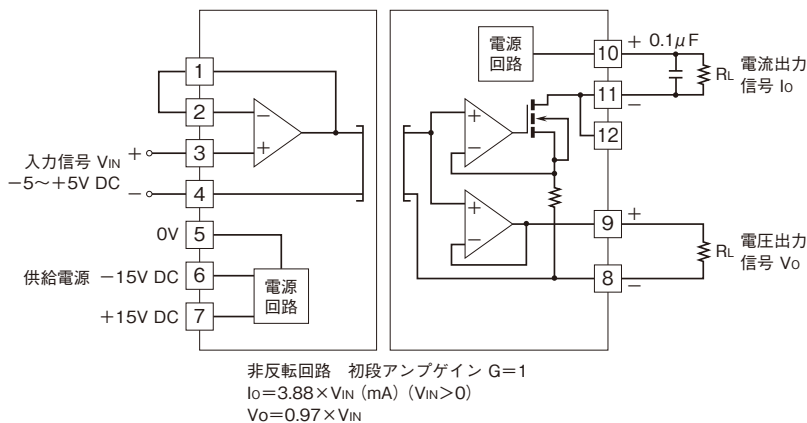 1
2
3
4
5
6
7
入力信号 VIN
−5〜+5V DC
+
−
0V
供給電源 −15V DC
+15V DC
−
+
電源
回路
電源
回路
+
−
+
−
10
11
12
9
8
+ 0.1μF
−
+
−
RL
電流出力
信号 Io
RL
電圧出力
信号 Vo
非反転回路 初段アンプゲイン G=1
Io=3.88×VIN (mA) (VIN>0)
Vo=0.97×VIN